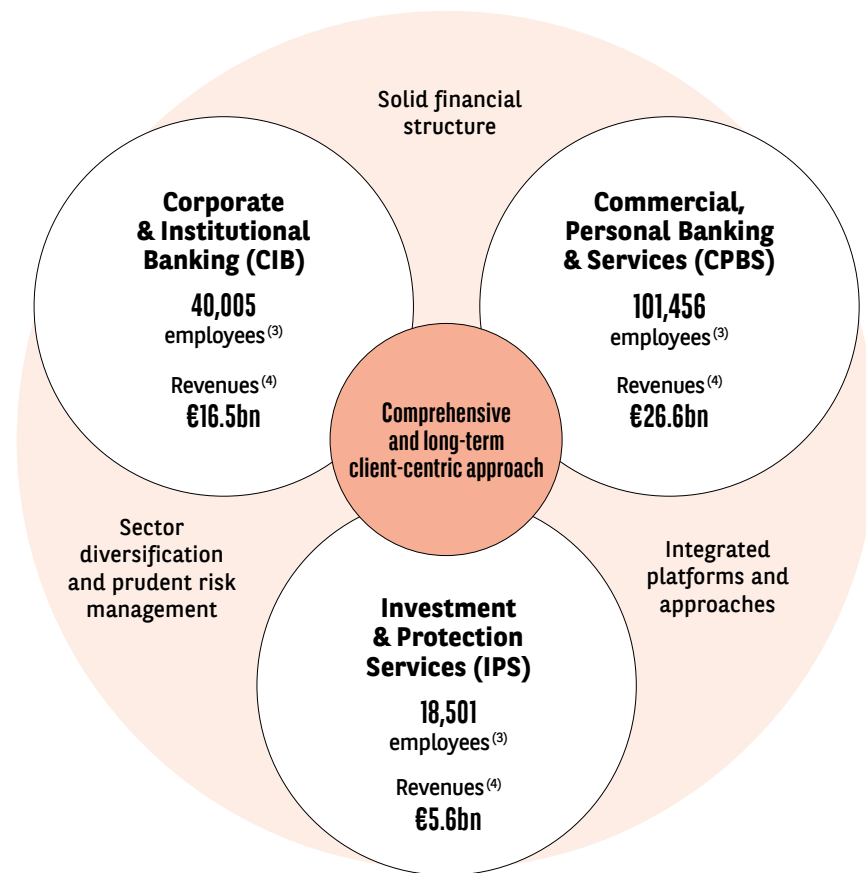 Solid financial
structure
Corporate
& Institutional
Banking (CIB)
40,005
employees (3)
Revenues (4)
€16.5bn
Commercial,
Personal Banking
& Services (CPBS)
101,456
employees (3)
Revenues (4)
€26.6bn
Comprehensive
and long-term
client-centric approach
Sector
diversification
and prudent risk
management
Integrated
platforms and
approaches
Investment
& Protection
Services (IPS)
18,501
employees (3)
Revenues (4)
€5.6bn